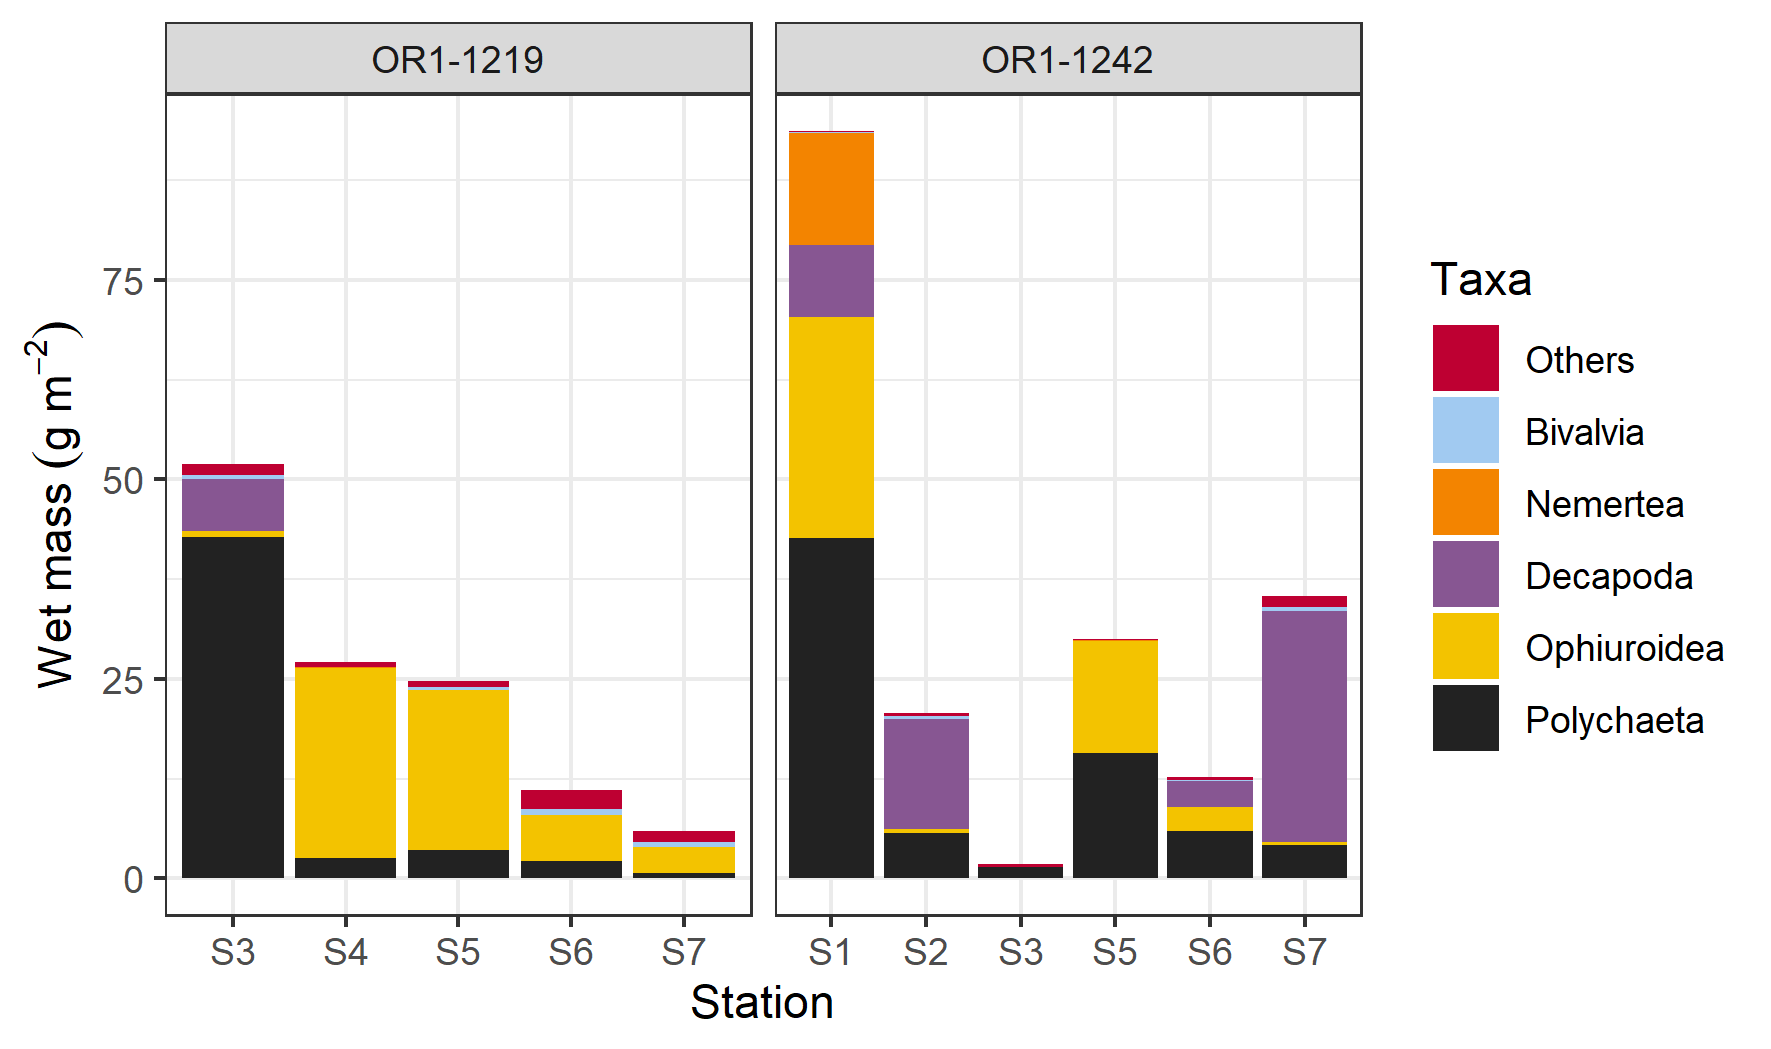 OR1-1219
OR1-1242
Wet mass (g m⁻²)
75
50
25
0
S3 S4 S5 S6 S7
S1 S2 S3 S5 S6 S7
Station
Taxa
Others
Bivalvia
Nemertea
Decapoda
Ophiuroidea
Polychaeta